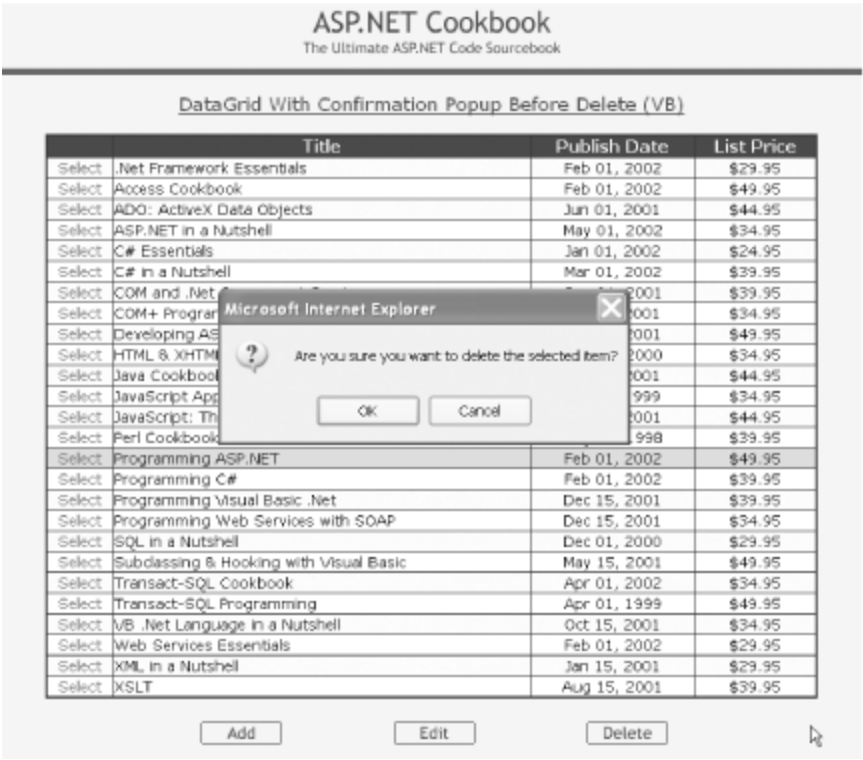 ASP.NET Cookbook
The Ultimate ASP.NET Code Sourcebook
DataGrid With Confirmation Popup Before Delete (VB)
Title Publish Date List Price
Select .Net Framework Essentials Feb 01, 2002 $29.95
Select Access Cookbook Feb 01, 2002 $49.95
Select ADO: ActiveX Data Objects Jun 01, 2001 $44.95
Select ASP.NET in a Nutshell May 01, 2002 $34.95
Select C# Essentials Jan 01, 2002 $24.95
Select C# in a Nutshell Mar 01, 2002 $39.95
Select COM and .Net 2001 $39.95
Select COM+ Program 2001 $34.95
Select Developing AS 2001 $49.95
Select HTML & XHTML 2000 $34.95
Select Java Cookbook 2001 $44.95
Select JavaScript App 999 $34.95
Select JavaScript: Th 2001 $44.95
Select Perl Cookbook 1998 $39.95
Microsoft Internet Explorer
Are you sure you want to delete the selected item?
OK Cancel
Select Programming ASP.NET Feb 01, 2002 $49.95
Select Programming C# Feb 01, 2002 $39.95
Select Programming Visual Basic .Net Dec 15, 2001 $39.95
Select Programming Web Services with SOAP Dec 15, 2001 $34.95
Select SQL in a Nutshell Dec 01, 2000 $29.95
Select Subclassing & Hooking with Visual Basic May 15, 2001 $49.95
Select Transact-SQL Cookbook Apr 01, 2002 $34.95
Select Transact-SQL Programming Apr 01, 1999 $49.95
Select VB .Net Language in a Nutshell Oct 15, 2001 $34.95
Select Web Services Essentials Feb 01, 2002 $29.95
Select XML in a Nutshell Jan 15, 2001 $29.95
Select XSLT Aug 15, 2001 $39.95
Add Edit Delete